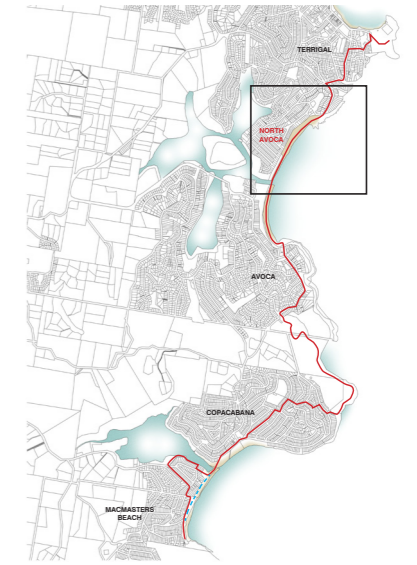 TERRIGAL
NORTH
AVOCA
AVOCA
COPACABANA
MACMASTERS
BEACH